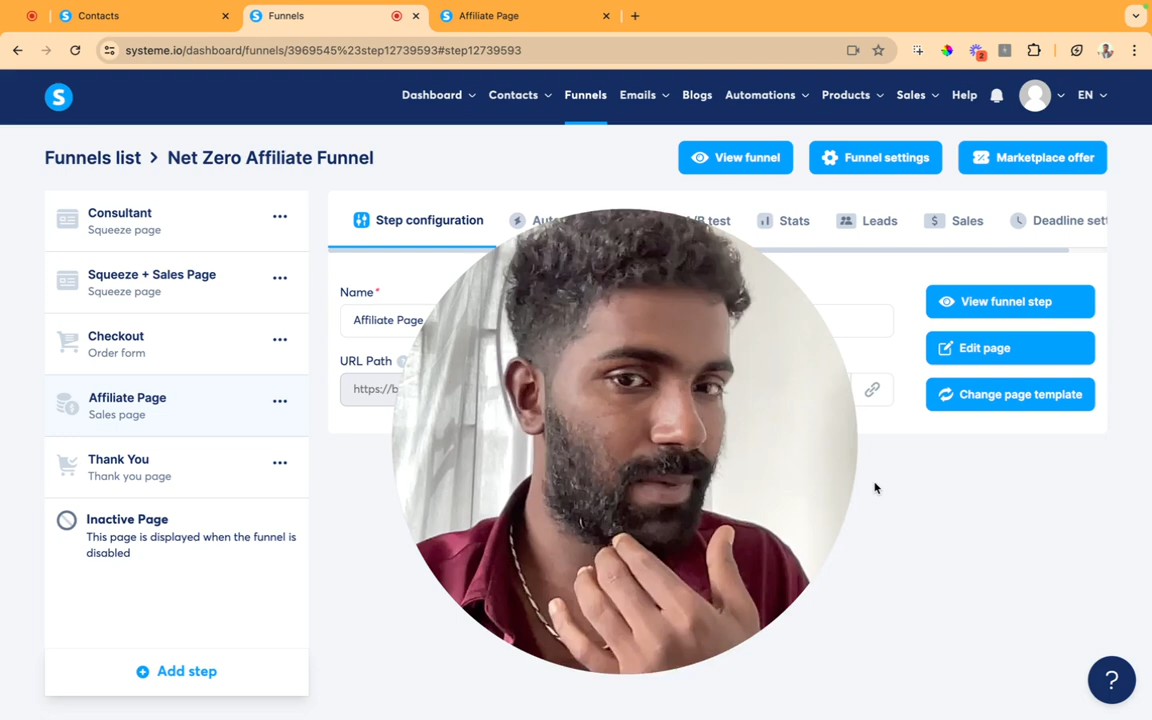 Contacts
Funnels
Affiliate Page
systeme.io/dashboard/funnels/3969545%23step12739593#step12739593
2
S
Dashboard
Contacts
Funnels
Emails
Blogs
Automations
Products
Sales
Help
EN
Funnels list > Net Zero Affiliate Funnel
View funnel
Funnel settings
Marketplace offer
Consultant
Squeeze page
Squeeze + Sales Page
Squeeze page
Checkout
Order form
Affiliate Page
Sales page
Thank You
Thank you page
Inactive Page
This page is displayed when the funnel is
disabled
Add step
Step configuration
test
Stats
Leads
Sales
Deadline
Name*
Affiliate Page
URL Path
https://
View funnel step
Edit page
Change page template
?